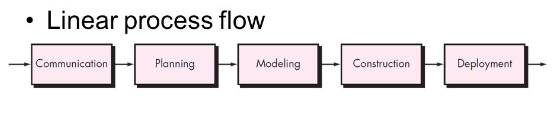 • Linear process flow
Communication Planning Modeling Construction Deployment